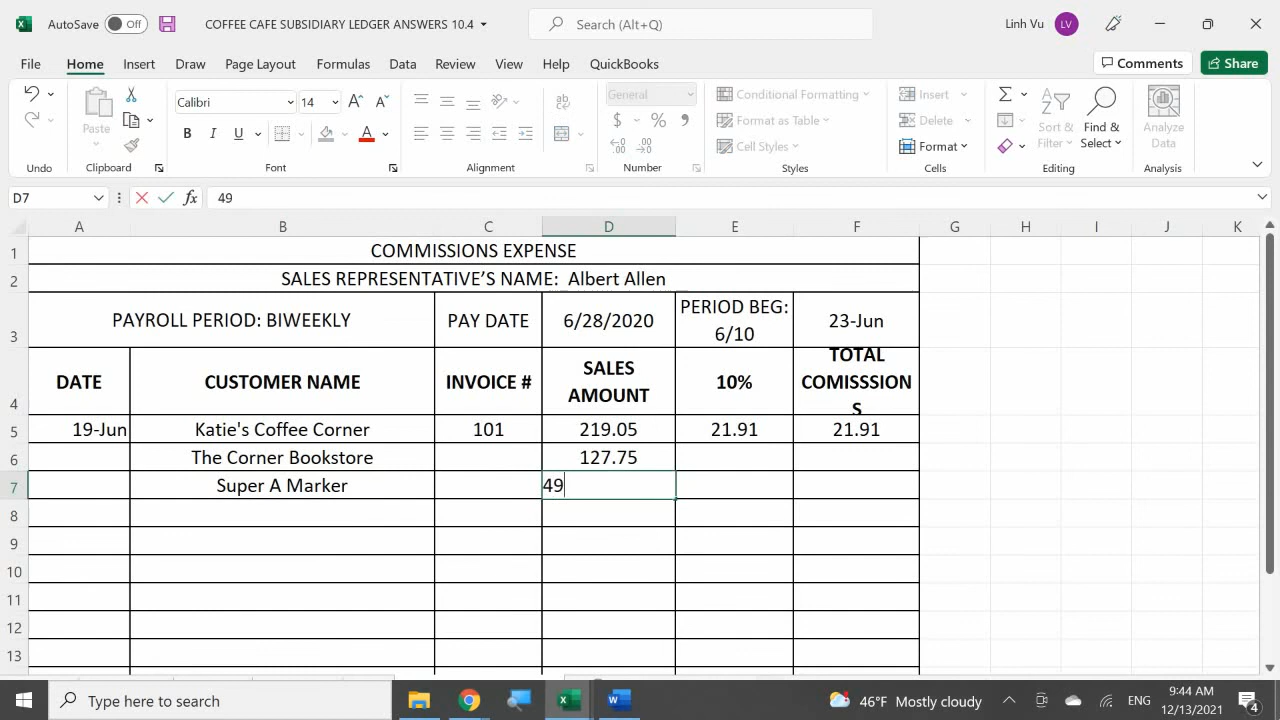 AutoSave Off COFFEE CAFE SUBSIDIARY LEDGER ANSWERS 10.4 Search (Alt+Q) Linh Vu LV
File Home Insert Draw Page Layout Formulas Data Review View Help QuickBooks Comments Share
Calibri 14 General Conditional Formatting Insert
Paste B I U Format as Table Delete Sort & Filter Find & Select Analyze Data
Cell Styles Format
Undo Clipboard Font Alignment Number Styles Cells Editing Analysis
D7 fx 49
A B C D E F G H I J K
1 COMMISSIONS EXPENSE
2 SALES REPRESENTATIVE’S NAME: Albert Allen
3 PAYROLL PERIOD: BIWEEKLY PAY DATE 6/28/2020 PERIOD BEG: 6/10 23-Jun
4 DATE CUSTOMER NAME INVOICE # SALES AMOUNT 10% TOTAL COMISSSIONS
5 19-Jun Katie's Coffee Corner 101 219.05 21.91 21.91
6 The Corner Bookstore 127.75
7 Super A Marker 49
8
9
10
11
12
13
Type here to search 46°F Mostly cloudy ENG 9:44 AM
12/13/2021 4